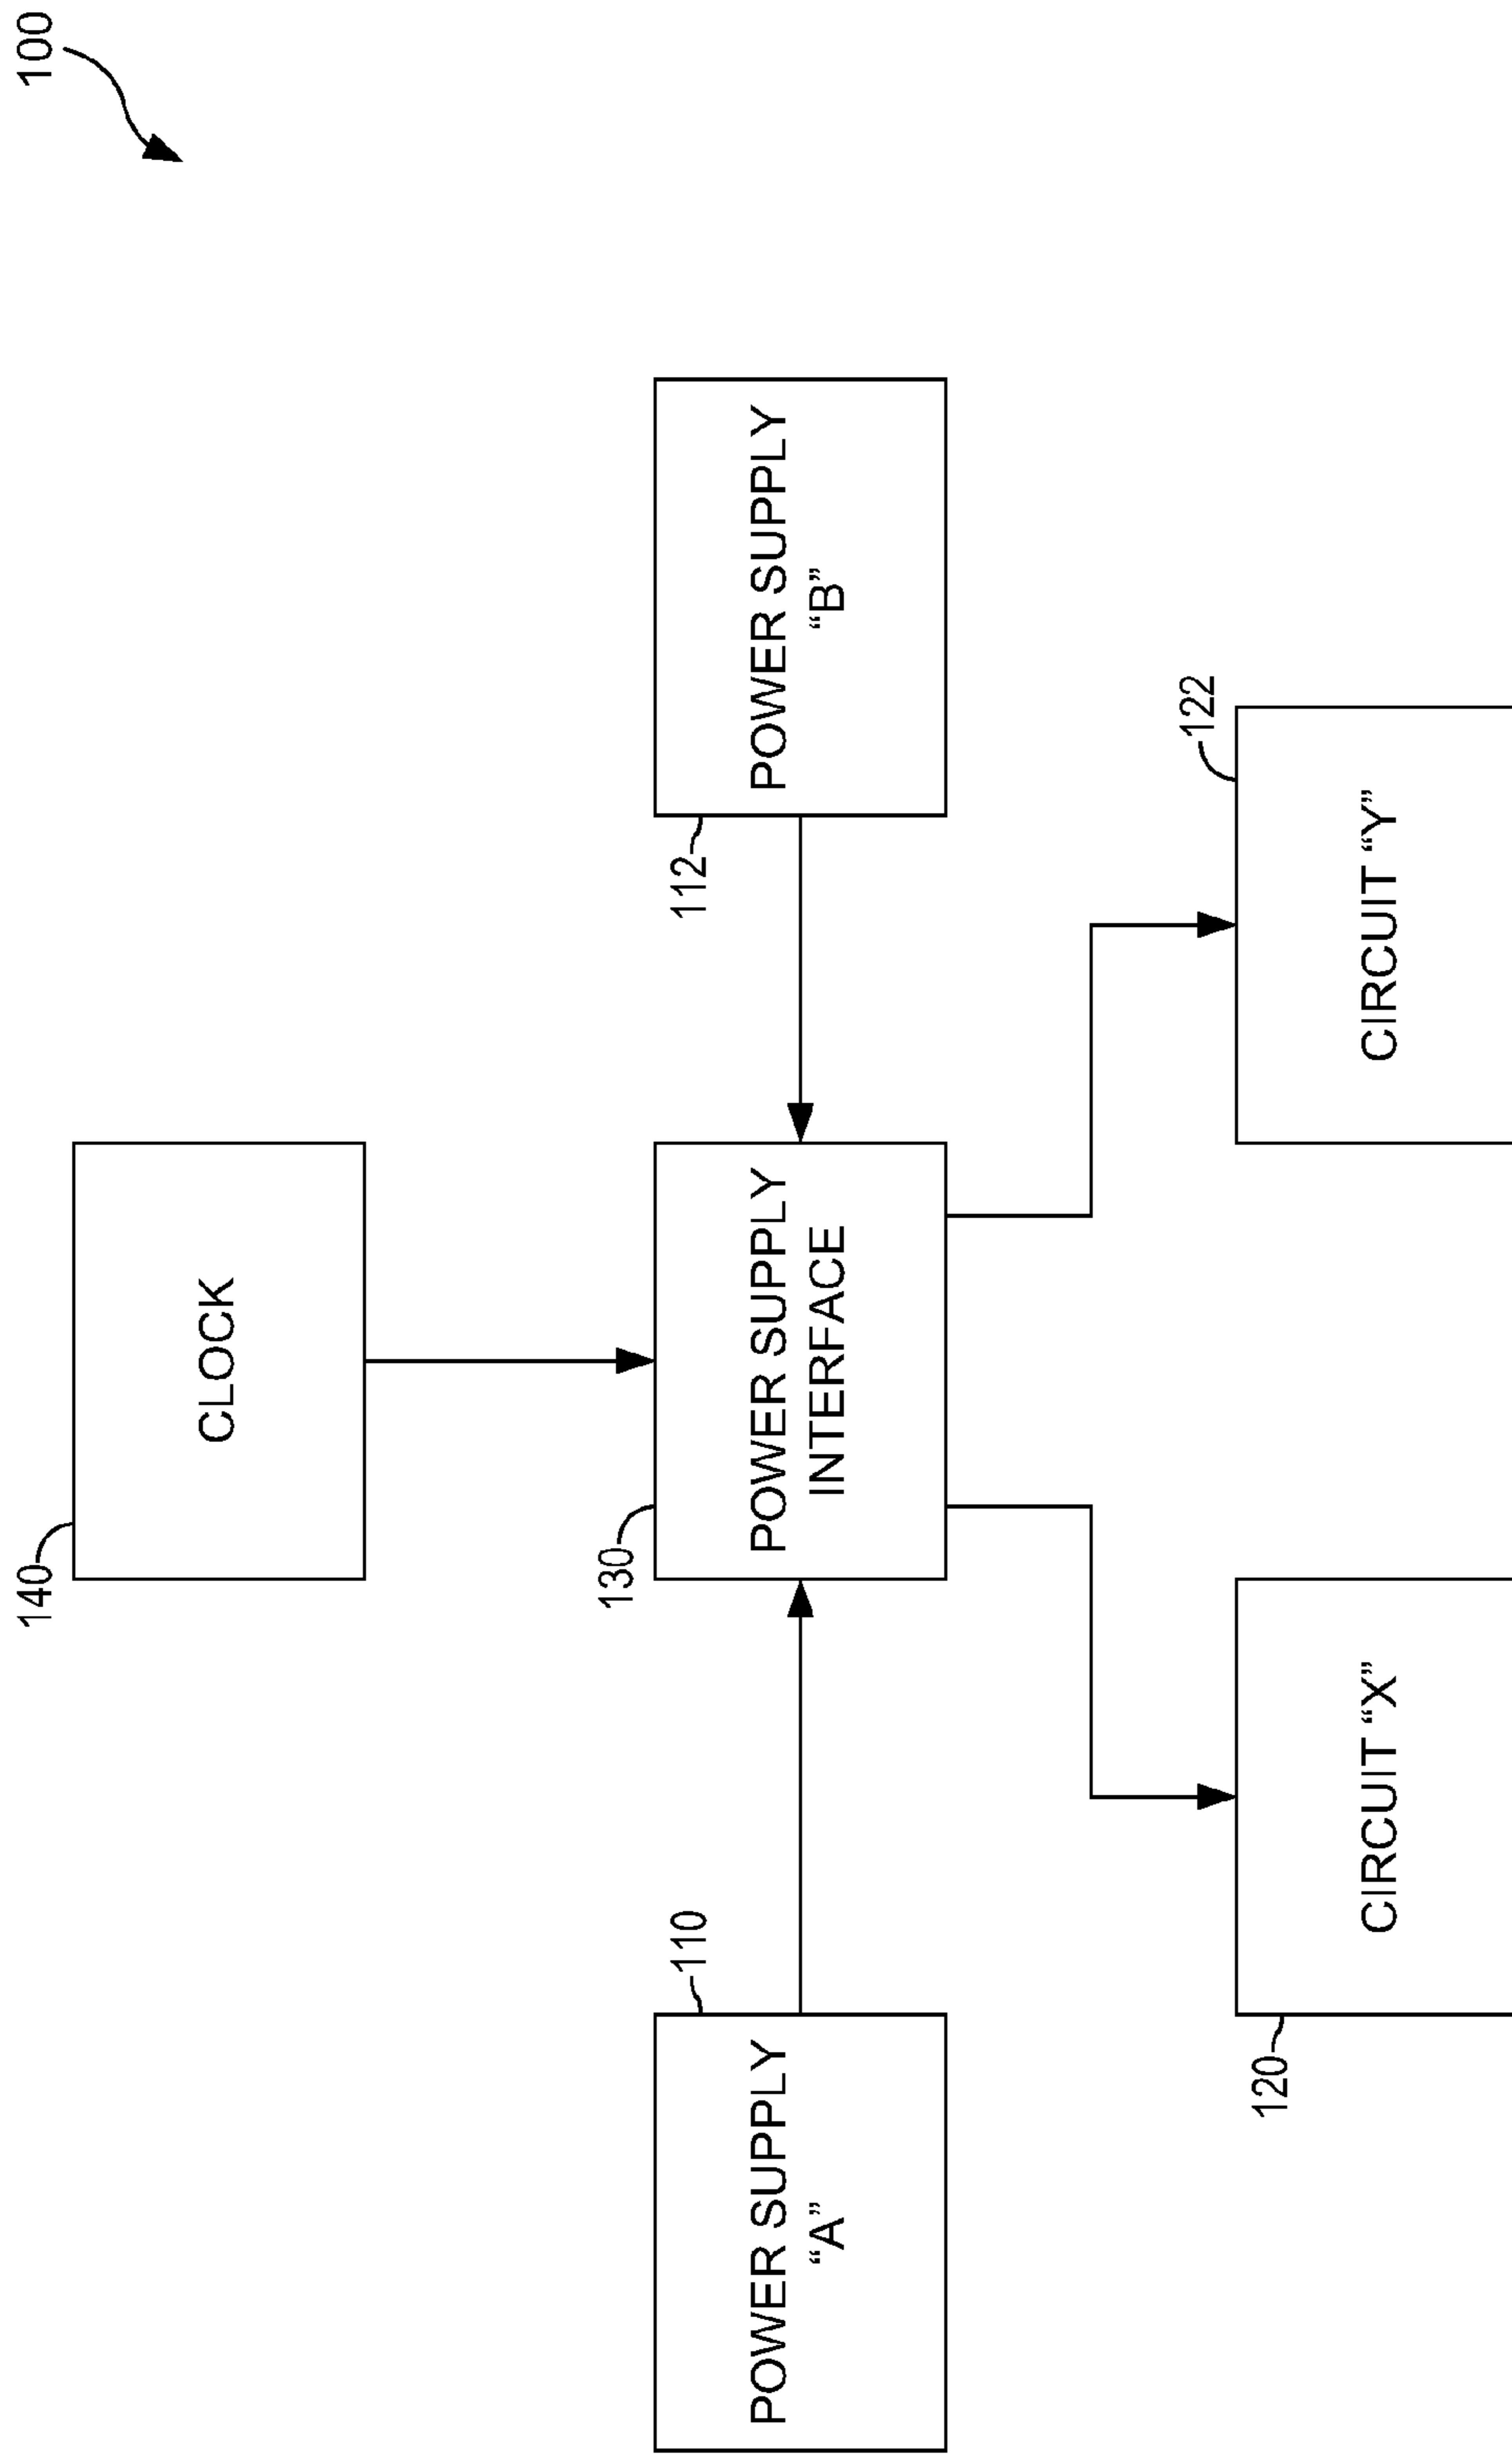 100
140
CLOCK
130
POWER SUPPLY
INTERFACE
110
POWER SUPPLY
“A”
112
POWER SUPPLY
“B”
120
CIRCUIT “X”
122
CIRCUIT “Y”